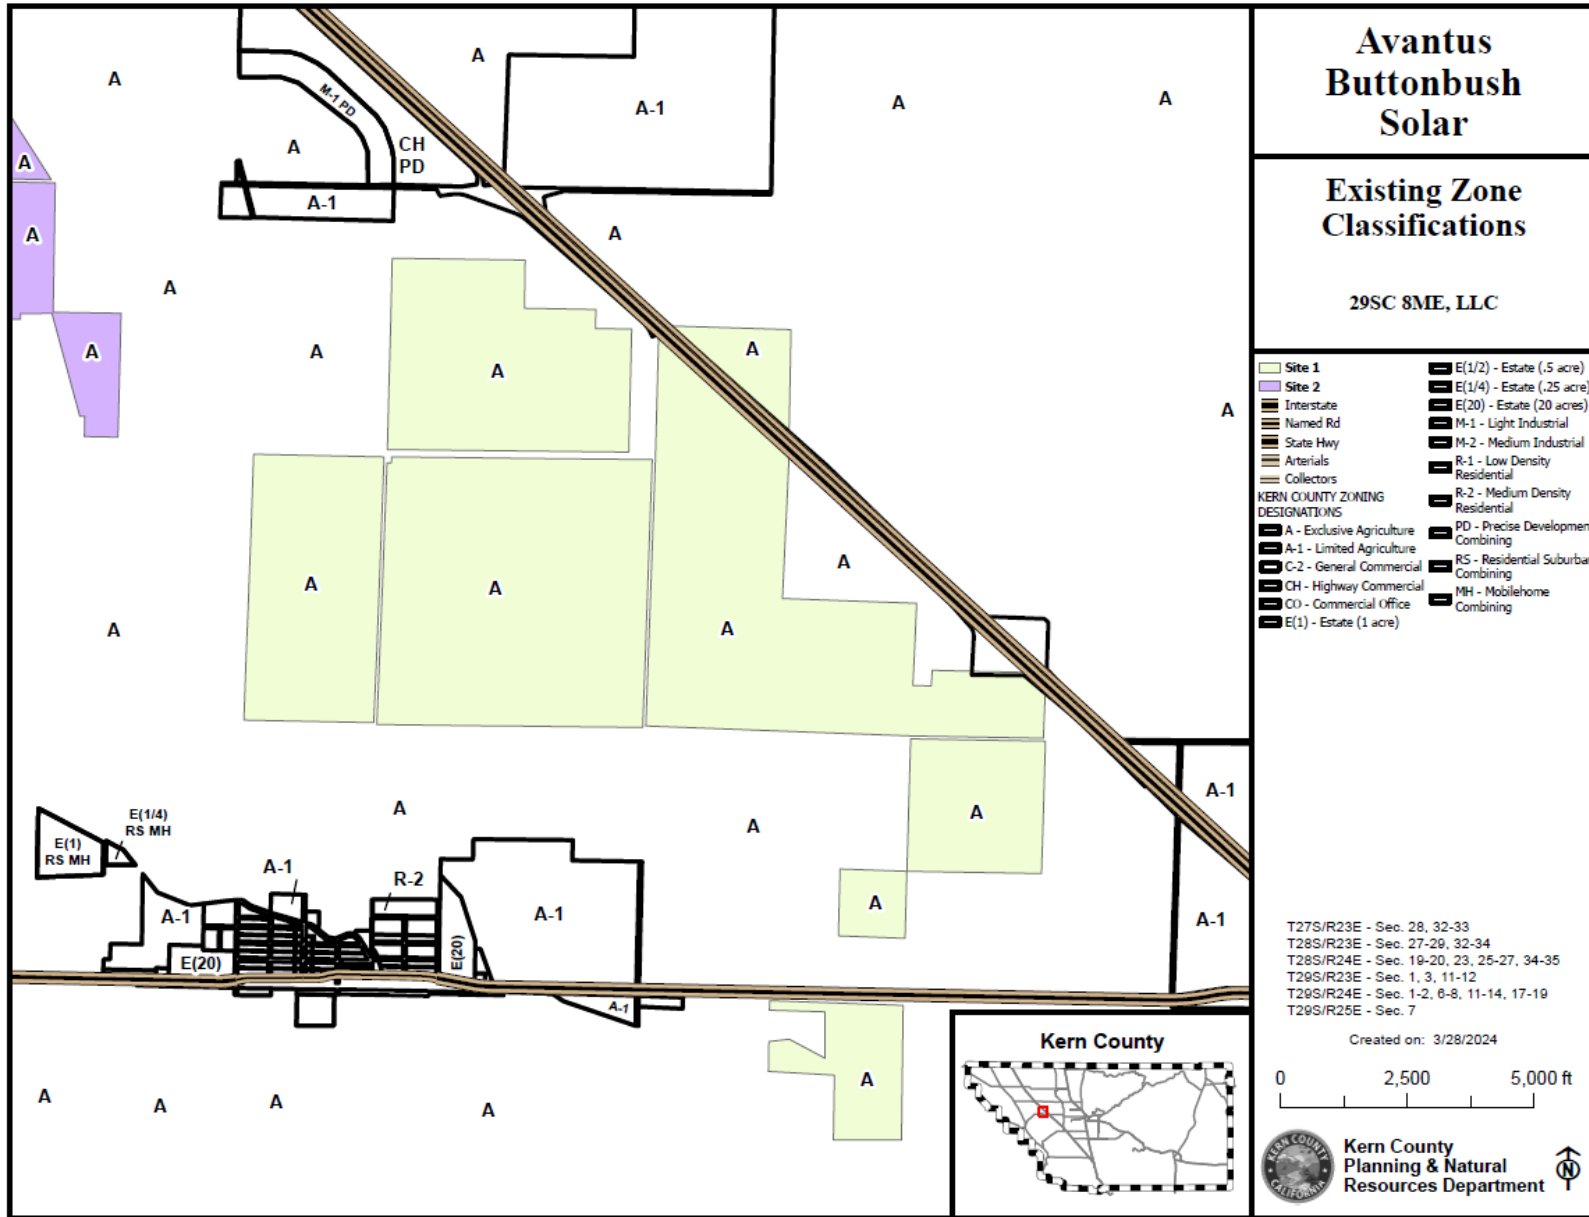 Avantus
Buttonbush
Solar
Existing Zone
Classifications
29SC 8ME, LLC
Site 1
Site 2
Interstate
Named Rd
State Hwy
Arterials
Collectors
KERN COUNTY ZONING
DESIGNATIONS
A - Exclusive Agriculture
A-1 - Limited Agriculture
C-2 - General Commercial
CH - Highway Commercial
CO - Commercial Office
E(1) - Estate (1 acre)
E(1/2) - Estate (.5 acre)
E(1/4) - Estate (.25 acre)
E(20) - Estate (20 acres)
M-1 - Light Industrial
M-2 - Medium Industrial
R-1 - Low Density
Residential
R-2 - Medium Density
Residential
PD - Precise Development
Combining
RS - Residential Suburban
Combining
MH - Mobilehome
Combining
T27S/R23E - Sec. 28, 32-33
T28S/R23E - Sec. 27-29, 32-34
T28S/R24E - Sec. 19-20, 23, 25-27, 34-35
T29S/R23E - Sec. 1, 3, 11-12
T29S/R24E - Sec. 1-2, 6-8, 11-14, 17-19
T29S/R25E - Sec. 7
Created on: 3/28/2024
0 2,500 5,000 ft
KERN COUNTY
CALIFORNIA
Kern County
Planning & Natural
Resources Department
N
A
A
A
A
A
M-1 PD
A-1
CH
PD
A
A
A-1
A
A
A
A
A
A
A
A
A
A
A
A
A
A
A-1
A
A
A
E(1/4)
RS MH
E(1)
RS MH
A-1
R-2
A
A-1
A-1
A-1
E(20)
E(20)
A-1
A
A
A
A
A
Kern County